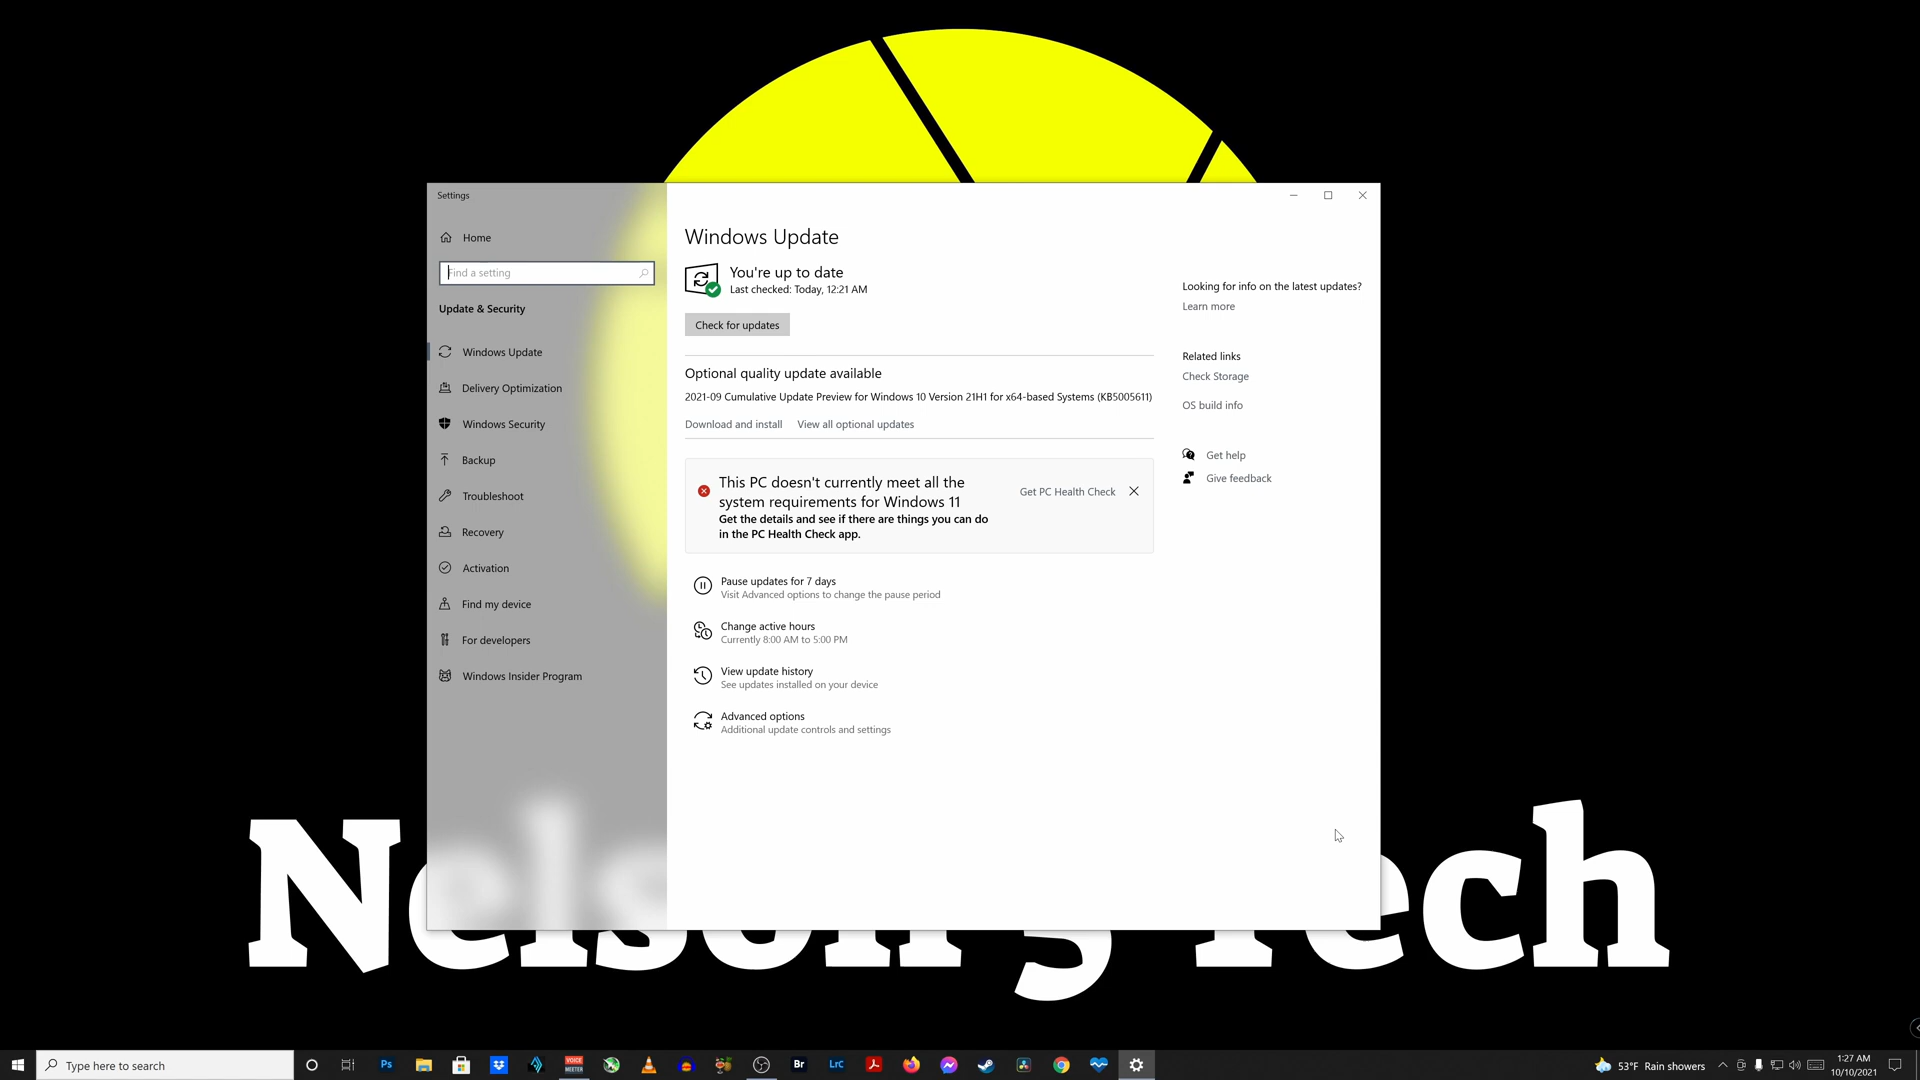 Settings
Home
Find a setting
Update & Security
Windows Update
Delivery Optimization
Windows Security
Backup
Troubleshoot
Recovery
Activation
Find my device
For developers
Windows Insider Program
Windows Update
You're up to date
Last checked: Today, 12:21 AM
Check for updates
Optional quality update available
2021-09 Cumulative Update Preview for Windows 10 Version 21H1 for x64-based Systems (KB5005611)
Download and install View all optional updates
This PC doesn't currently meet all the
system requirements for Windows 11
Get the details and see if there are things you can do
in the PC Health Check app.
Get PC Health Check
Pause updates for 7 days
Visit Advanced options to change the pause period
Change active hours
Currently 8:00 AM to 5:00 PM
View update history
See updates installed on your device
Advanced options
Additional update controls and settings
Looking for info on the latest updates?
Learn more
Related links
Check Storage
OS build info
Get help
Give feedback
Nelson's Tech
Type here to search
Ps
VOICE
MEETER
Br
LrC
53°F Rain showers
1:27 AM
10/10/2021